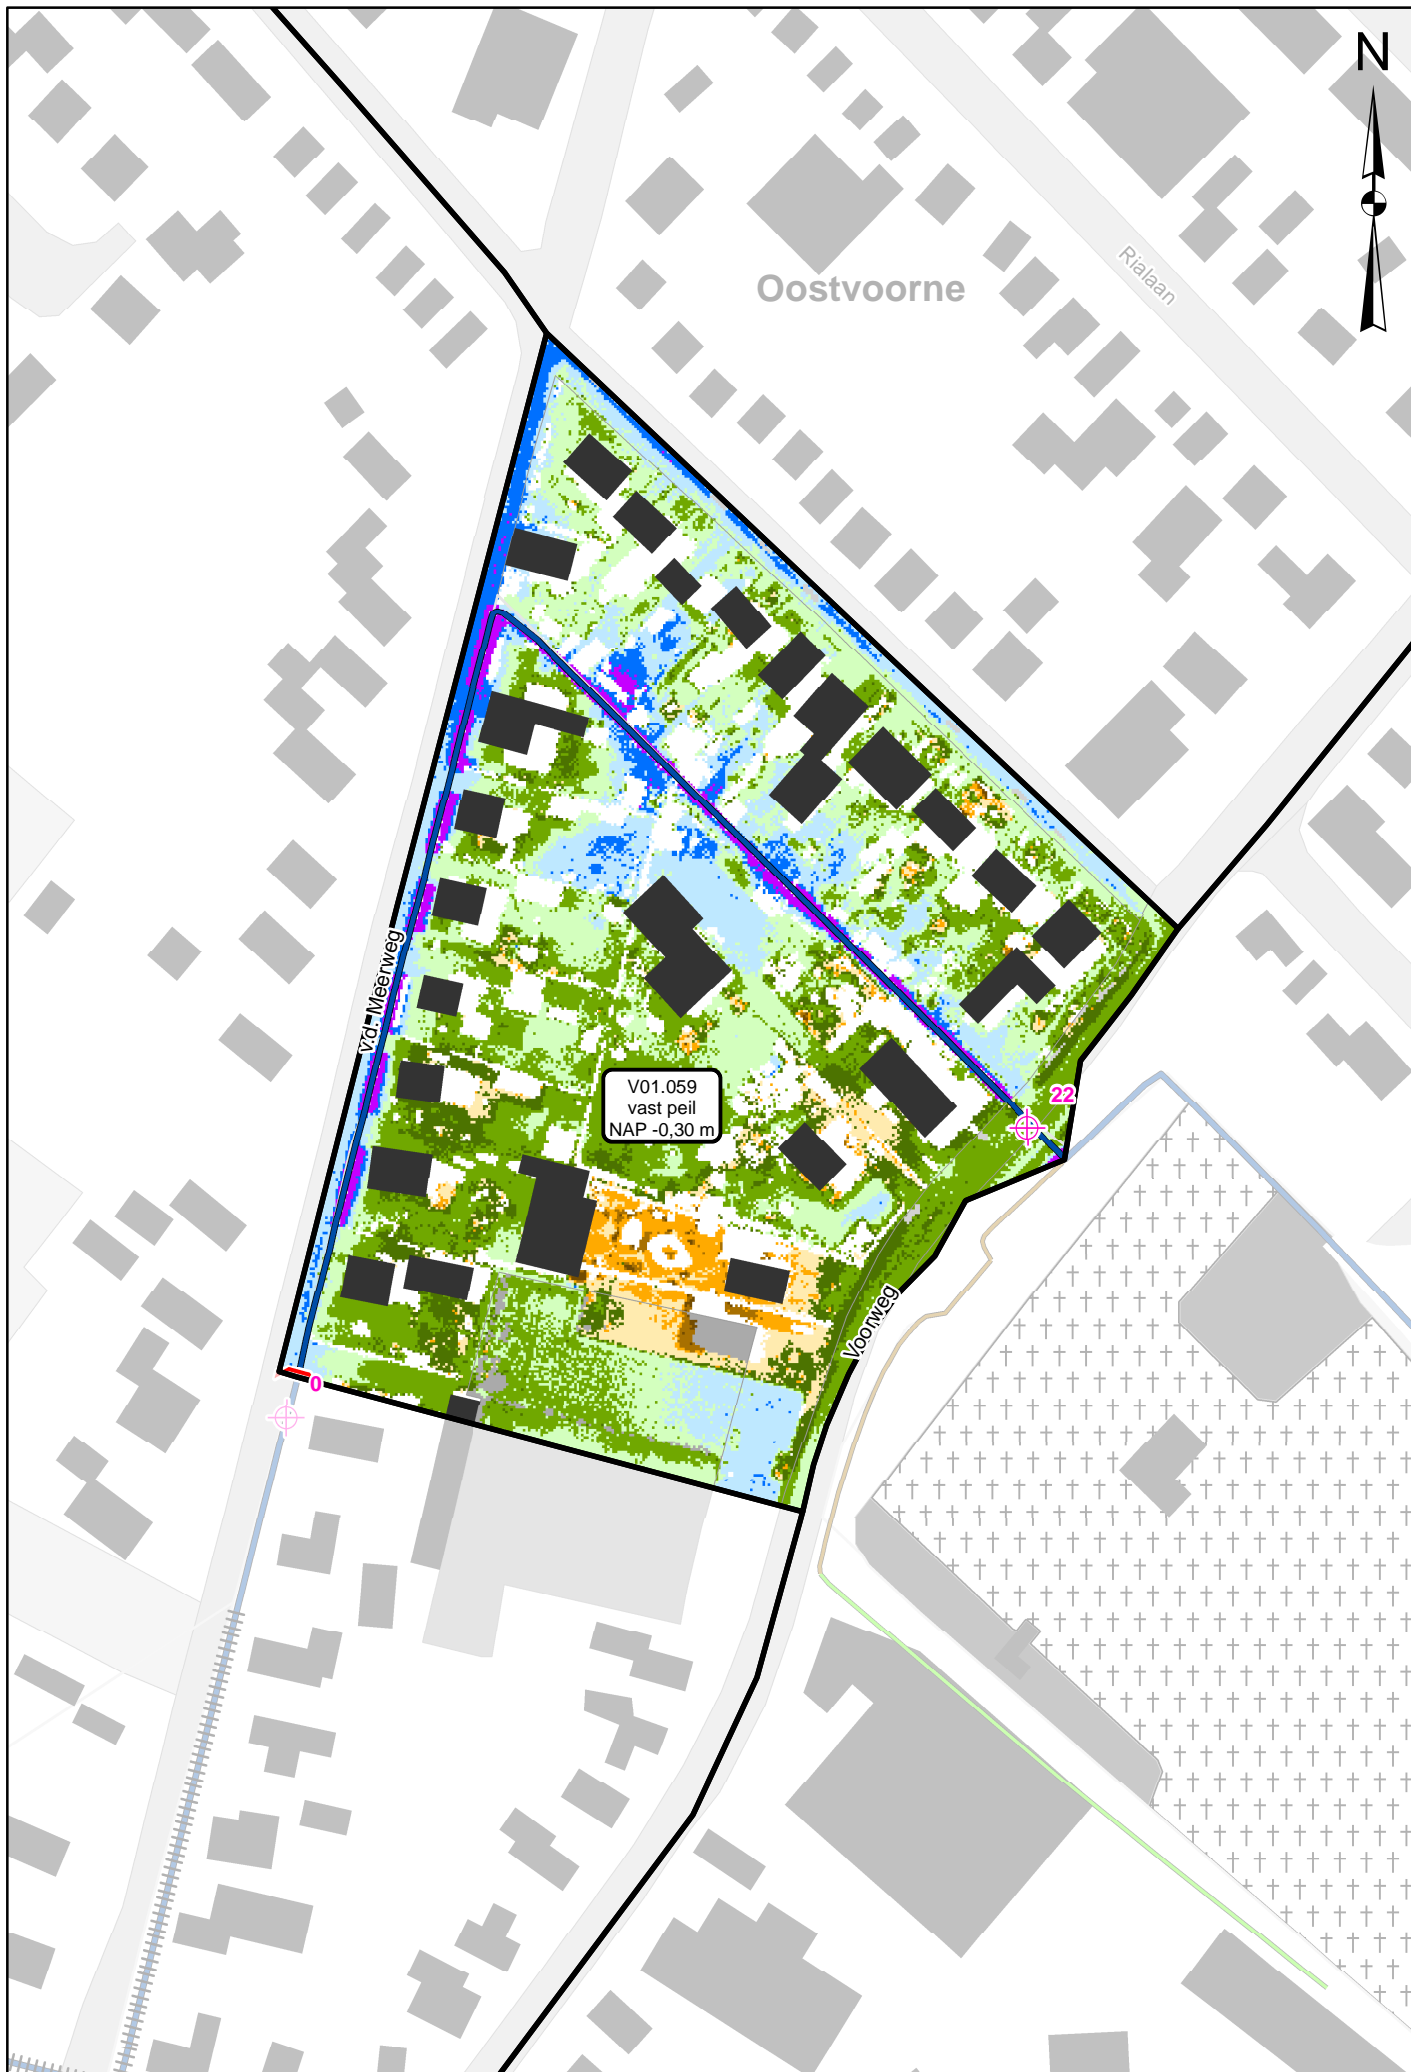 N
Rialaan
Oostvoorne
v.d. Meerweg
V01.059
vast peil
NAP -0,30 m
22
Voorweg
0